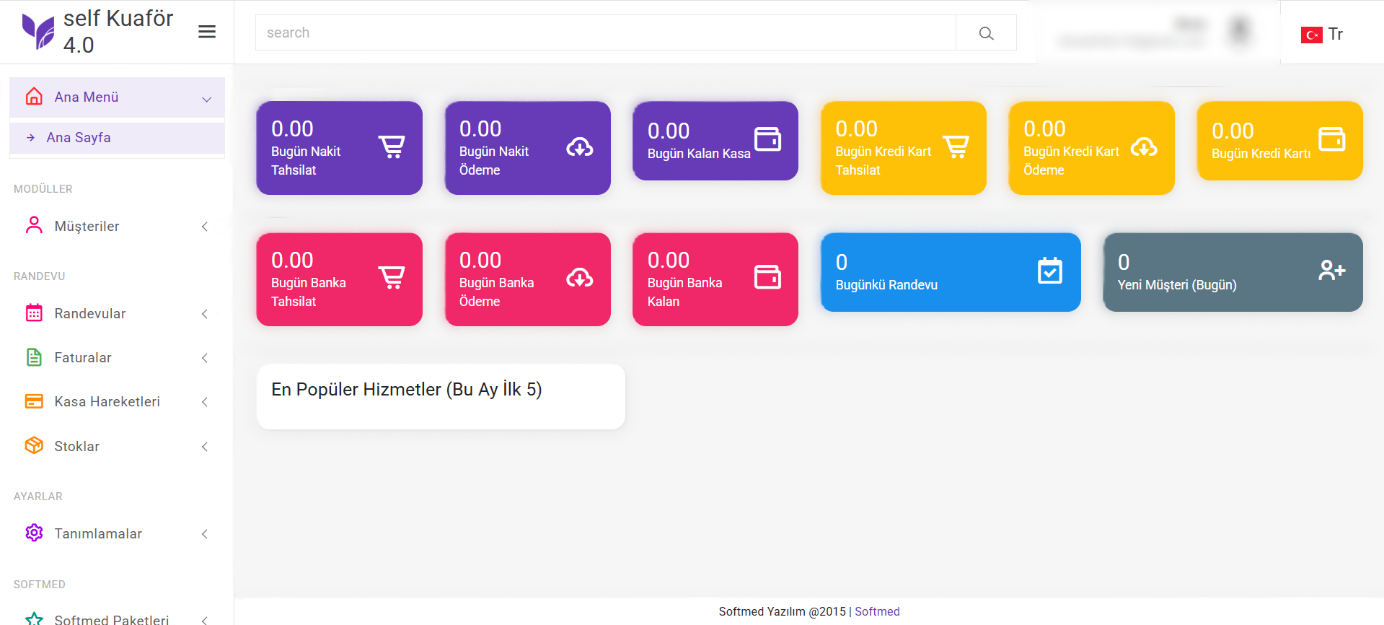 self Kuaför
4.0
search
Tr
Ana Menü
Ana Sayfa
MODÜLLER
Müşteriler
RANDEVU
Randevular
Faturalar
Kasa Hareketleri
Stoklar
AYARLAR
Tanımlamalar
SOFTMED
Softmed Paketleri
0.00
Bugün Nakit
Tahsilat
0.00
Bugün Nakit
Ödeme
0.00
Bugün Kalan Kasa
0.00
Bugün Kredi Kart
Tahsilat
0.00
Bugün Kredi Kart
Ödeme
0.00
Bugün Kredi Kartı
0.00
Bugün Banka
Tahsilat
0.00
Bugün Banka
Ödeme
0.00
Bugün Banka
Kalan
0
Bugünkü Randevu
0
Yeni Müşteri (Bugün)
En Popüler Hizmetler (Bu Ay İlk 5)
Softmed Yazılım @2015 | Softmed